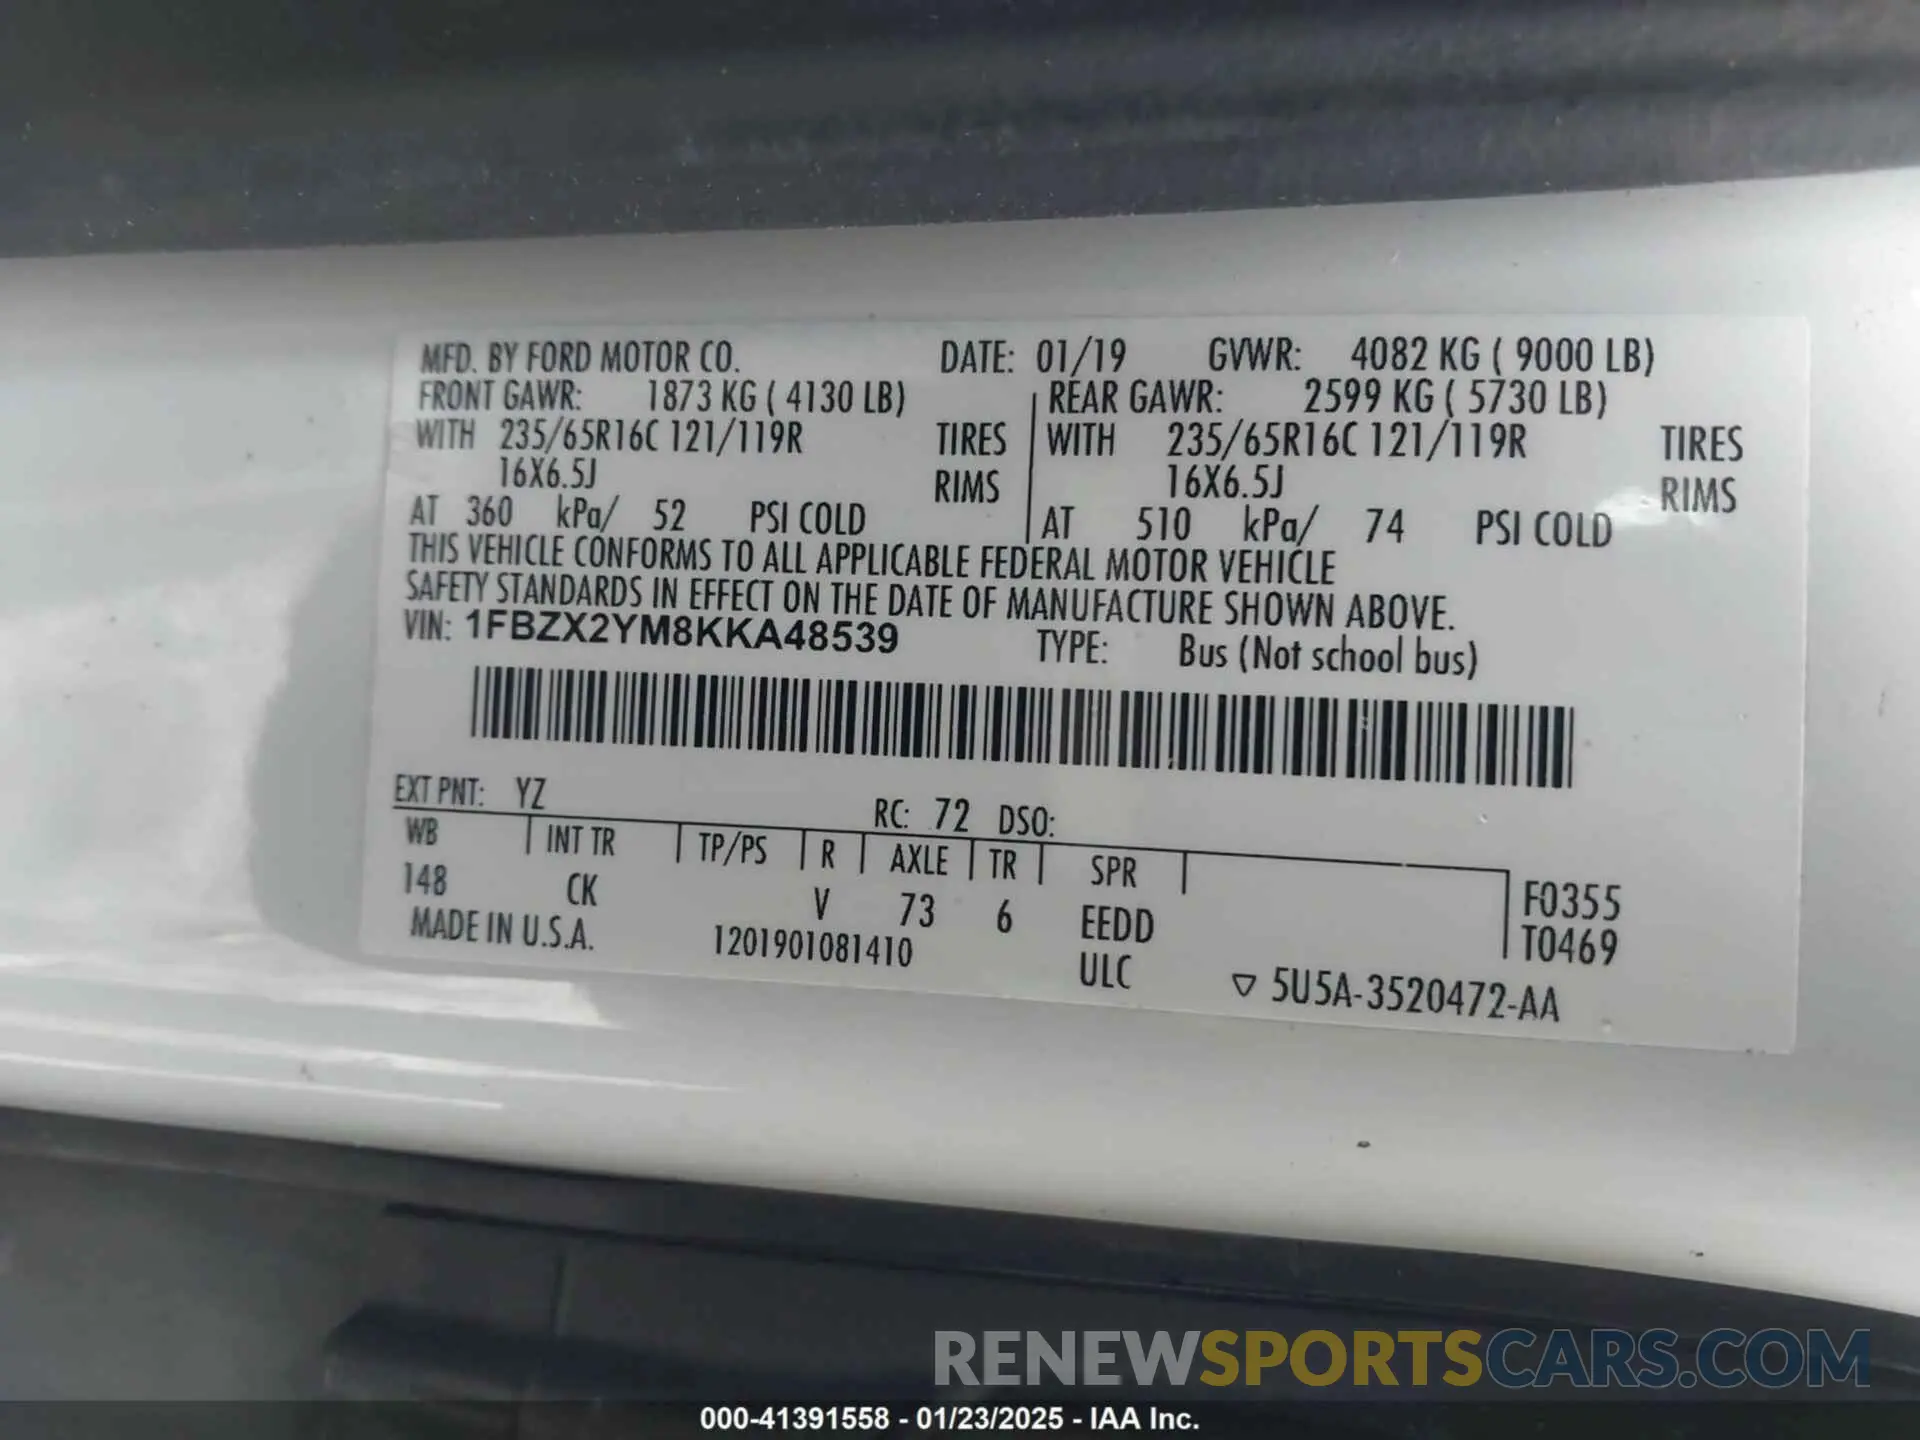 MFD. BY FORD MOTOR CO. DATE: 01/19 GVWR: 4082 KG ( 9000 LB)
FRONT GAWR: 1873 KG ( 4130 LB) REAR GAWR: 2599 KG ( 5730 LB)
WITH 235/65R16C 121/119R TIRES WITH 235/65R16C 121/119R TIRES
16X6.5J RIMS 16X6.5J RIMS
AT 360 kPa/ 52 PSI COLD AT 510 kPa/ 74 PSI COLD
THIS VEHICLE CONFORMS TO ALL APPLICABLE FEDERAL MOTOR VEHICLE
SAFETY STANDARDS IN EFFECT ON THE DATE OF MANUFACTURE SHOWN ABOVE.
VIN: 1FBZX2YM8KKA48539 TYPE: Bus (Not school bus)
EXT PNT: YZ RC: 72 DSO:
WB INT TR TP/PS R AXLE TR SPR
148 CK V 73 6 EEDD F0355
MADE IN U.S.A. 1201901081410 ULC T0469
▽ 5U5A-3520472-AA
RENEWSPORTSCARS.COM
000-41391558 - 01/23/2025 - IAA Inc.